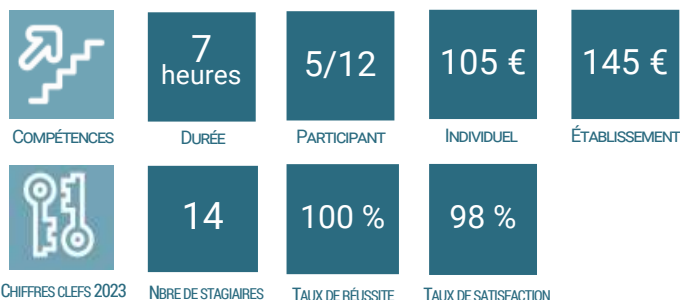 7
heures
5/12
105 €
145 €
COMPÉTENCES
DURÉE
PARTICIPANT
INDIVIDUEL
ÉTABLISSEMENT
14
100 %
98 %
CHIFFRES CLEFS 2023
NBRE DE STAGIAIRES
TAUX DE RÉUSSITE
TAUX DE SATISFACTION